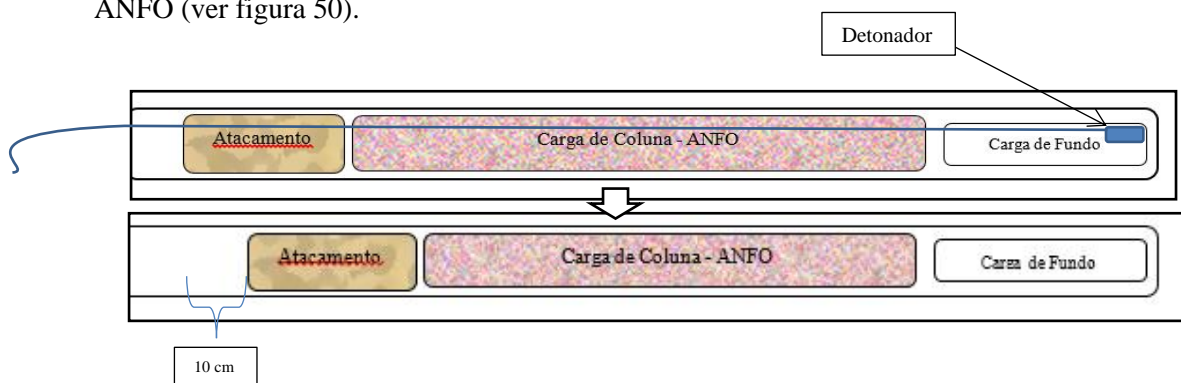 ANFO (ver figura 50).
Detonador
Atacamento
Carga de Coluna - ANFO
Carga de Fundo
Atacamento
Carga de Coluna - ANFO
Carga de Fundo
10 cm